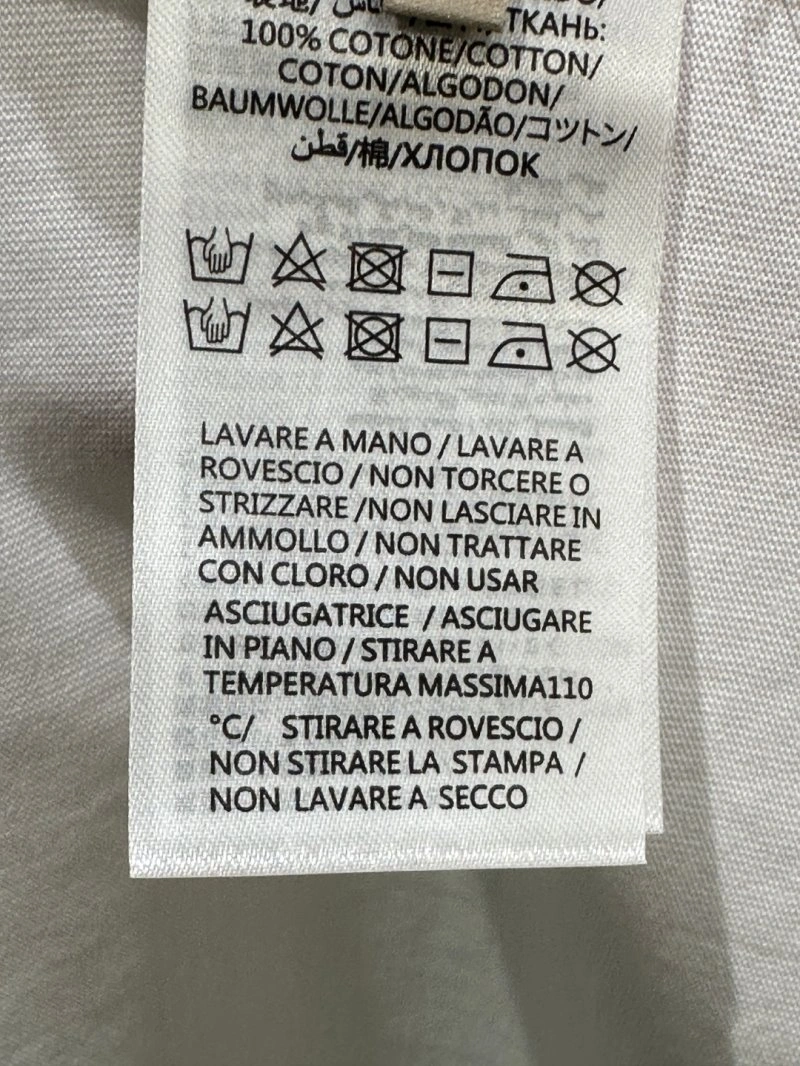 ТКАНЬ:
100% COTONE/COTTON/
COTON/ALGODON/
BAUMWOLLE/ALGODÃO/コットン/
قطن/棉/ХЛОПОК
LAVARE A MANO / LAVARE A
ROVESCIO / NON TORCERE O
STRIZZARE /NON LASCIARE IN
AMMOLLO / NON TRATTARE
CON CLORO / NON USAR
ASCIUGATRICE / ASCIUGARE
IN PIANO / STIRARE A
TEMPERATURA MASSIMA110
°C/ STIRARE A ROVESCIO /
NON STIRARE LA STAMPA /
NON LAVARE A SECCO